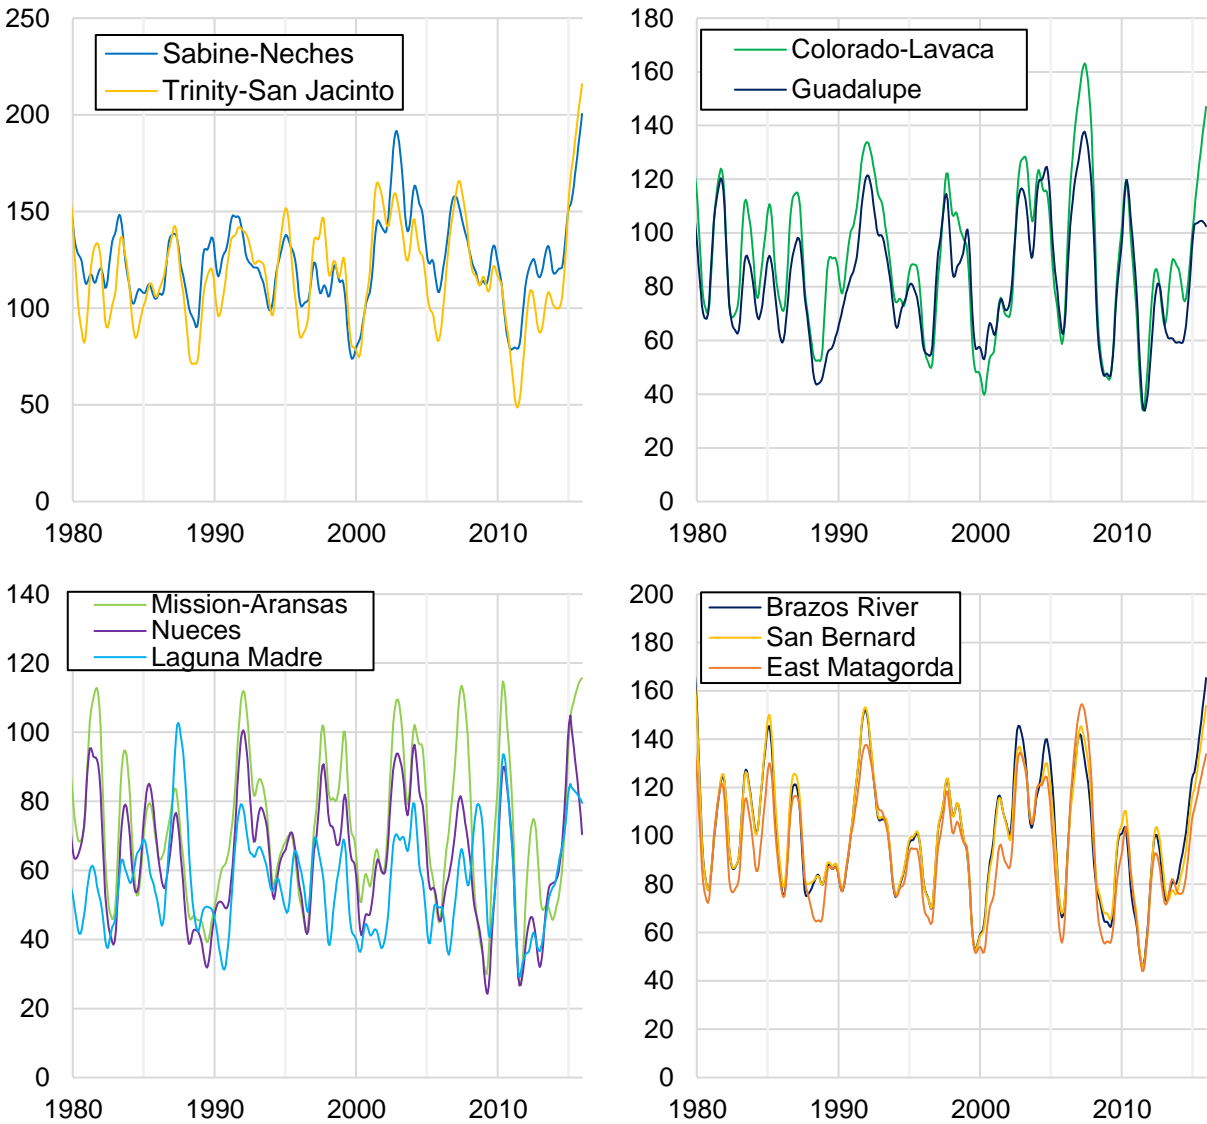 250
200
150
100
50
0
Sabine-Neches
Trinity-San Jacinto
1980 1990 2000 2010
180
160
140
120
100
80
60
40
20
0
Colorado-Lavaca
Guadalupe
1980 1990 2000 2010
140
120
100
80
60
40
20
0
Mission-Aransas
Nueces
Laguna Madre
1980 1990 2000 2010
200
180
160
140
120
100
80
60
40
20
0
Brazos River
San Bernard
East Matagorda
1980 1990 2000 2010